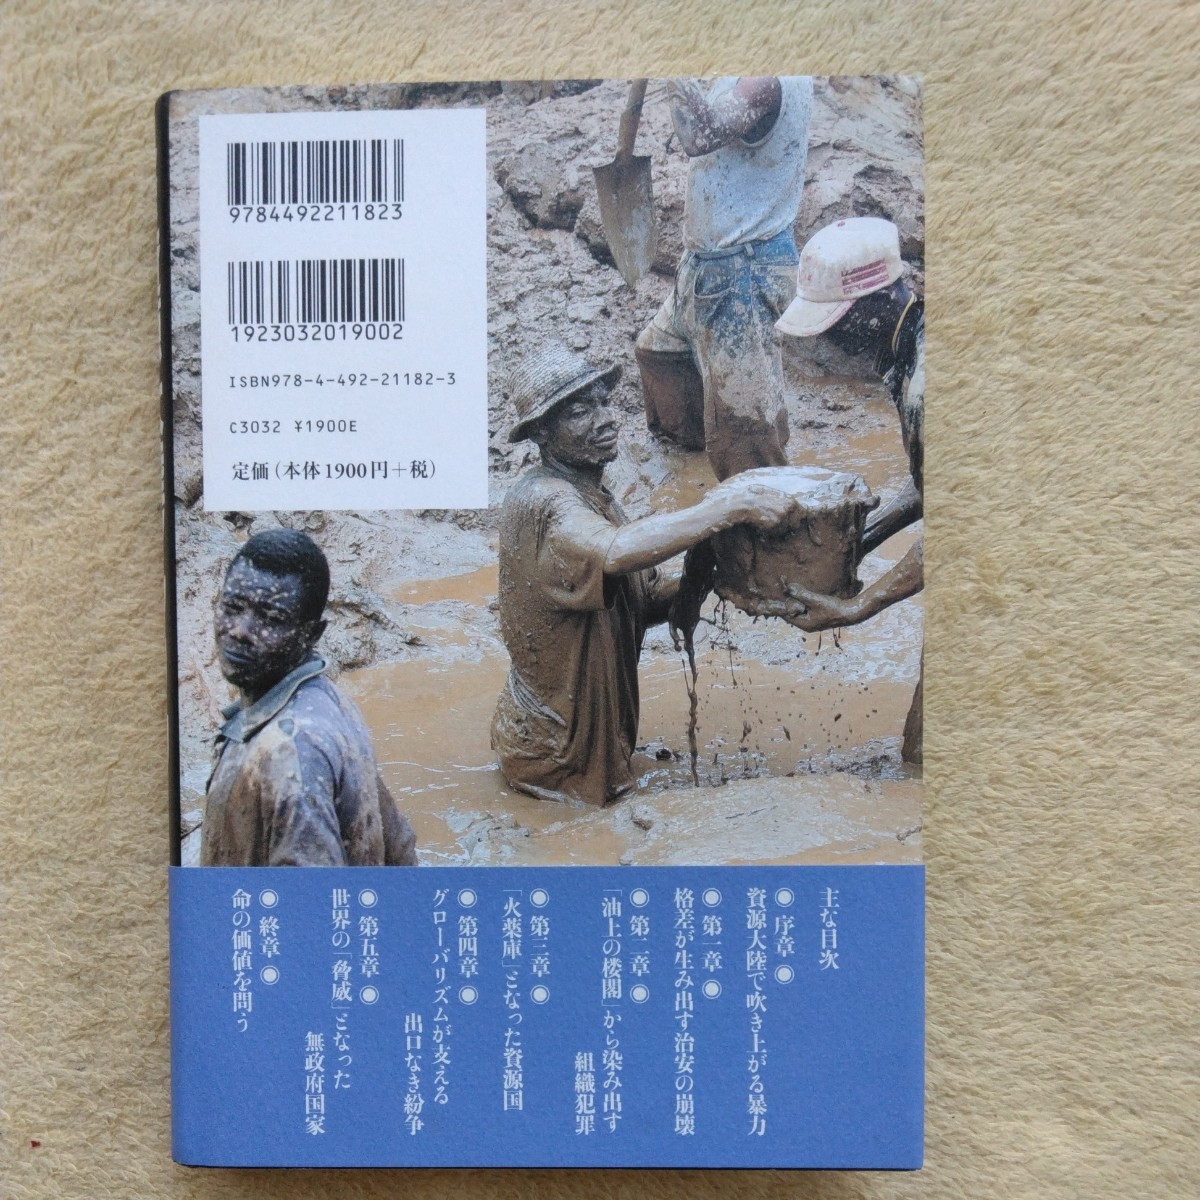 9784492211823
1923032019002
ISBN978-4-492-21182-3
C3032 ¥1900E
定価（本体1900円＋税）
主な目次
◉ 序章 ◉
資源大陸で吹き上がる暴力
◉ 第一章 ◉
格差が生み出す治安の崩壊
◉ 第二章 ◉
「油上の楼閣」から染み出す
組織犯罪
◉ 第三章 ◉
「火薬庫」となった資源国
◉ 第四章 ◉
グローバリズムが支える
出口なき紛争
◉ 第五章 ◉
世界の「脅威」となった
無政府国家
◉ 終章 ◉
命の価値を問う